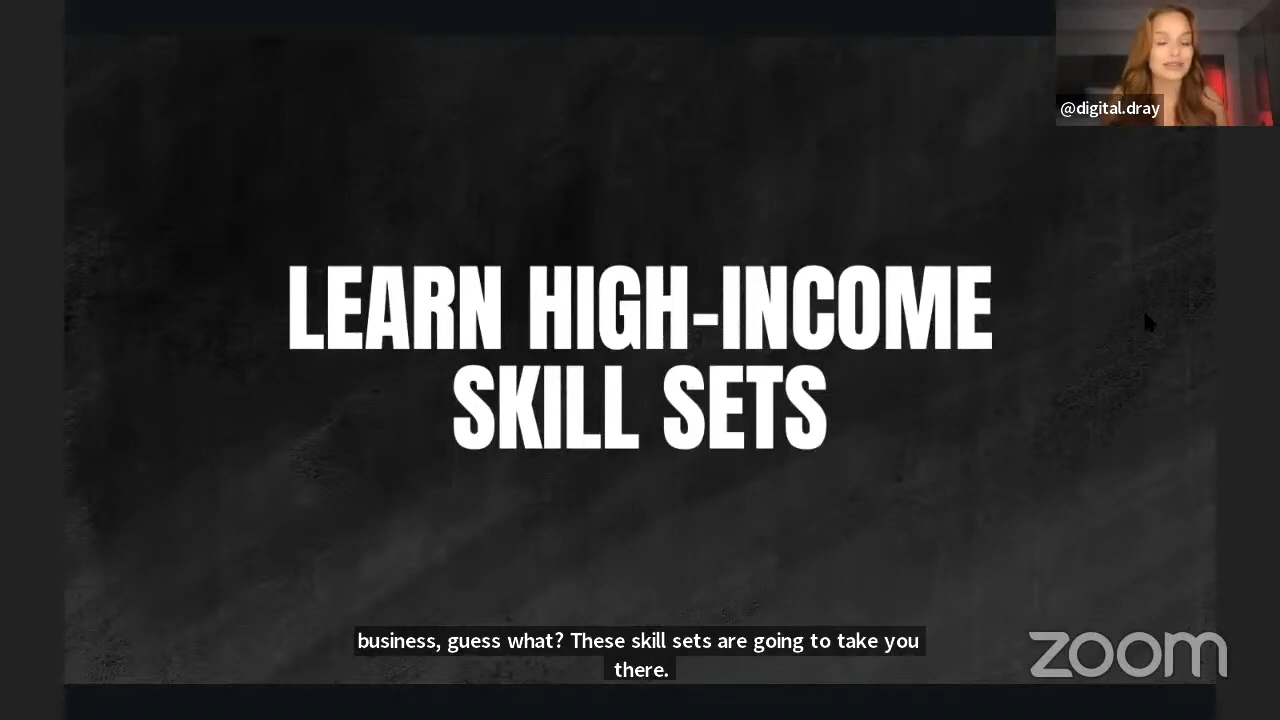 @digital.dray
LEARN HIGH-INCOME
SKILL SETS
business, guess what? These skill sets are going to take you
there.
zoom